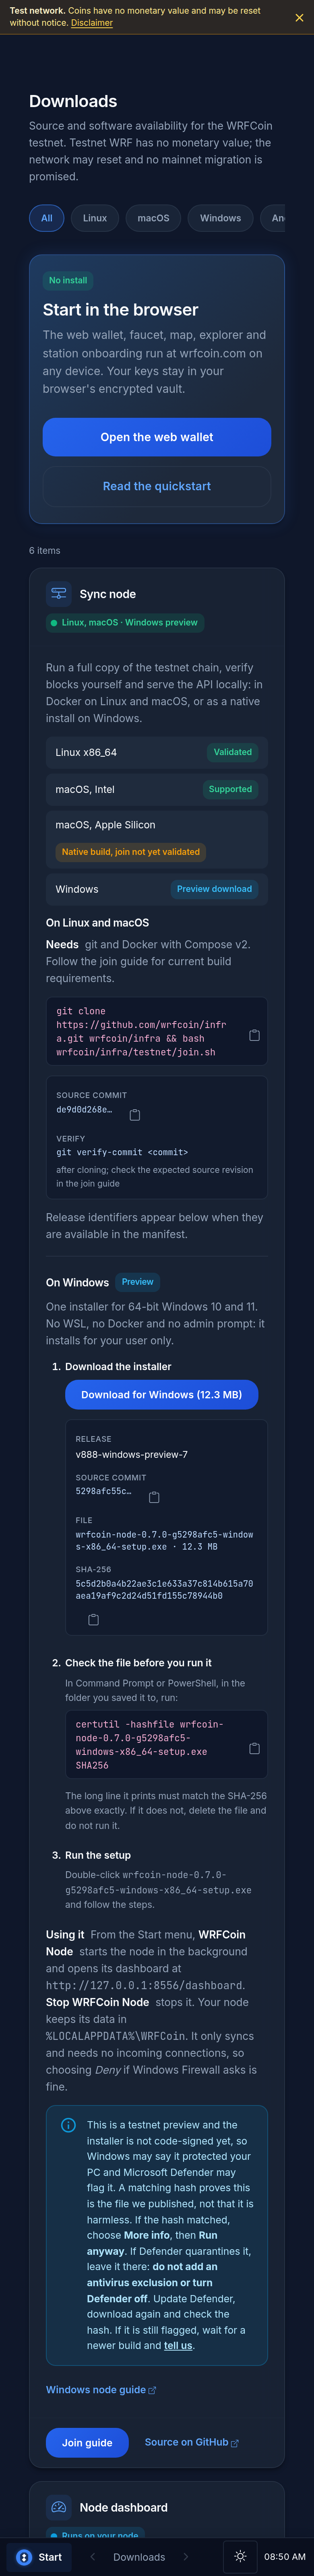 Test network. Coins have no monetary value and may be reset
without notice. Disclaimer
Downloads
Source and software availability for the WRFCoin
testnet. Testnet WRF has no monetary value; the
network may reset and no mainnet migration is
promised.
All
Linux
macOS
Windows
And
No install
Start in the browser
The web wallet, faucet, map, explorer and
station onboarding run at wrfcoin.com on
any device. Your keys stay in your
browser's encrypted vault.
Open the web wallet
Read the quickstart
6 items
Sync node
Linux, macOS · Windows preview
Run a full copy of the testnet chain, verify
blocks yourself and serve the API locally: in
Docker on Linux and macOS, or as a native
install on Windows.
Linux x86_64
Validated
macOS, Intel
Supported
macOS, Apple Silicon
Native build, join not yet validated
Windows
Preview download
On Linux and macOS
Needs git and Docker with Compose v2.
Follow the join guide for current build
requirements.
git clone
https://github.com/wrfcoin/infr
a.git wrfcoin/infra && bash
wrfcoin/infra/testnet/join.sh
SOURCE COMMIT
de9d0d268e…
VERIFY
git verify-commit <commit>
after cloning; check the expected source revision
in the join guide
Release identifiers appear below when they
are available in the manifest.
On Windows
Preview
One installer for 64-bit Windows 10 and 11.
No WSL, no Docker and no admin prompt: it
installs for your user only.
1. Download the installer
Download for Windows (12.3 MB)
RELEASE
v888-windows-preview-7
SOURCE COMMIT
5298afc55c…
FILE
wrfcoin-node-0.7.0-g5298afc5-window
s-x86_64-setup.exe · 12.3 MB
SHA-256
5c5d2b0a4b22ae3c1e633a37c814b615a70
aea19af9c2d24d51fd155c78944b0
2. Check the file before you run it
In Command Prompt or PowerShell, in the
folder you saved it to, run:
certutil -hashfile wrfcoin-
node-0.7.0-g5298afc5-
windows-x86_64-setup.exe
SHA256
The long line it prints must match the SHA-256
above exactly. If it does not, delete the file and
do not run it.
3. Run the setup
Double-click wrfcoin-node-0.7.0-
g5298afc5-windows-x86_64-setup.exe
and follow the steps.
Using it From the Start menu, WRFCoin
Node starts the node in the background
and opens its dashboard at
http://127.0.0.1:8556/dashboard.
Stop WRFCoin Node stops it. Your node
keeps its data in
%LOCALAPPDATA%\WRFCoin. It only syncs
and needs no incoming connections, so
choosing Deny if Windows Firewall asks is
fine.
This is a testnet preview and the
installer is not code-signed yet, so
Windows may say it protected your
PC and Microsoft Defender may
flag it. A matching hash proves this
is the file we published, not that it is
harmless. If the hash matched,
choose More info, then Run
anyway. If Defender quarantines it,
leave it there: do not add an
antivirus exclusion or turn
Defender off. Update Defender,
download again and check the
hash. If it is still flagged, wait for a
newer build and tell us.
Windows node guide
Join guide
Source on GitHub
Node dashboard
Runs on your node
Start
Downloads
08:50 AM